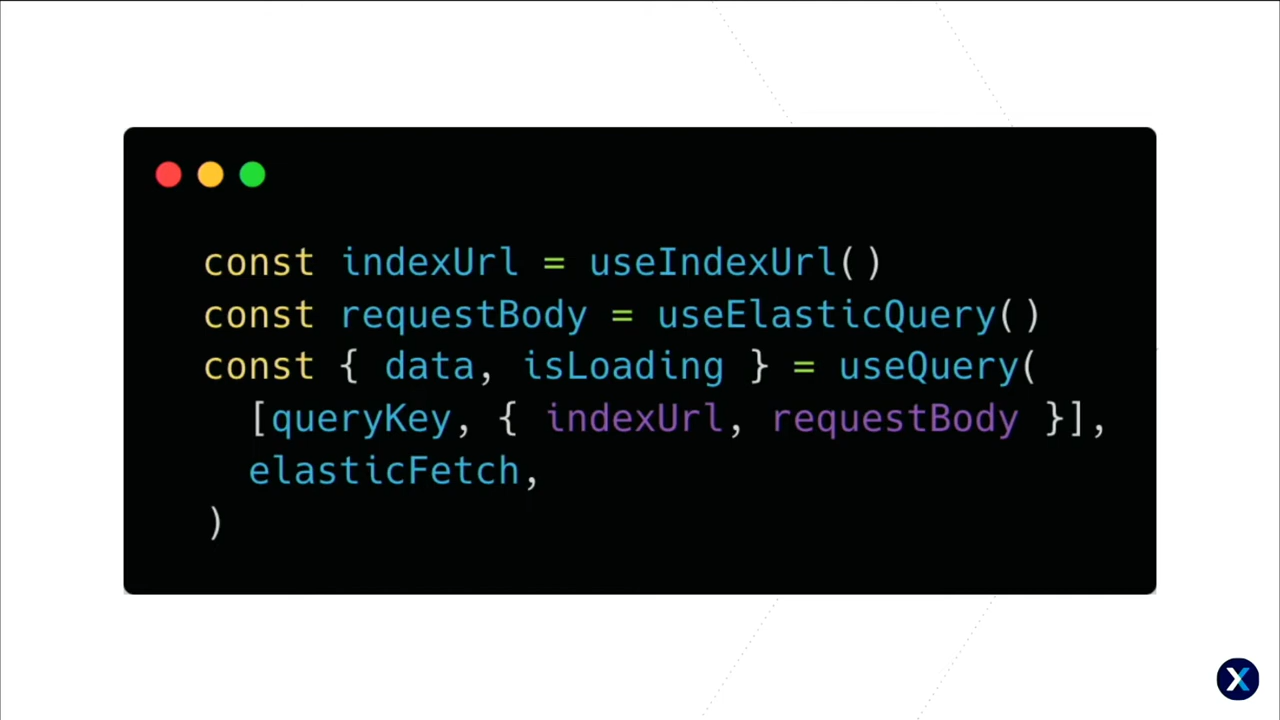 const indexUrl = useIndexUrl()
const requestBody = useElasticQuery()
const { data, isLoading } = useQuery(
  [queryKey, { indexUrl, requestBody }],
  elasticFetch,
)
X